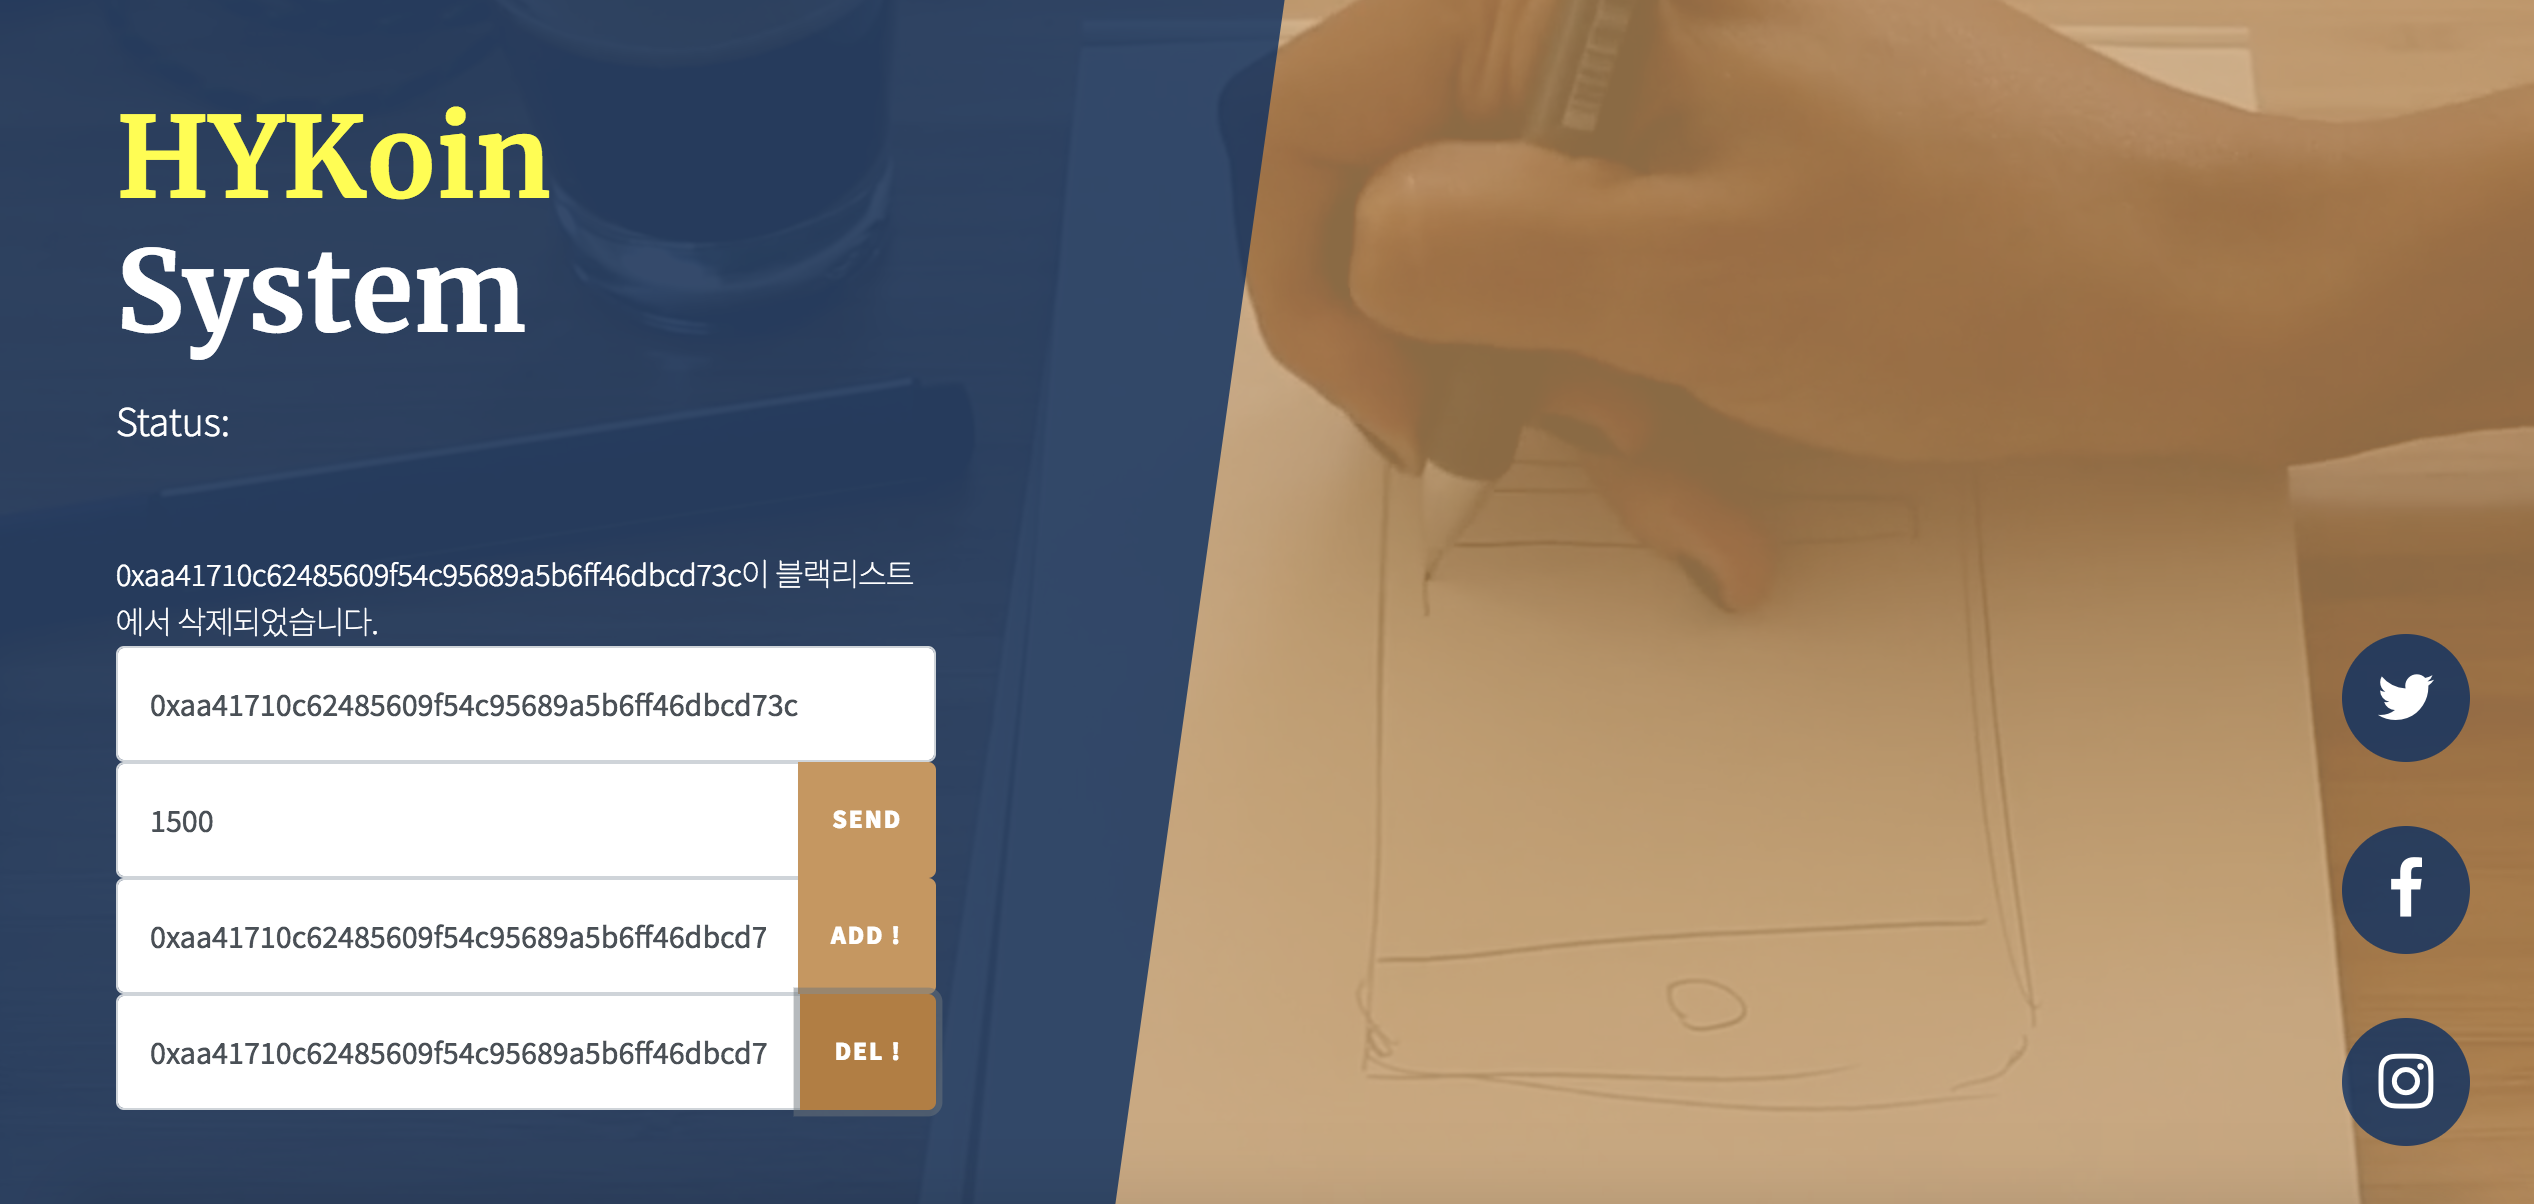 HYKoin
System
Status:
0xaa41710c62485609f54c95689a5b6ff46dbcd73c이 블랙리스트
에서 삭제되었습니다.
0xaa41710c62485609f54c95689a5b6ff46dbcd73c
1500 SEND
0xaa41710c62485609f54c95689a5b6ff46dbcd7 ADD !
0xaa41710c62485609f54c95689a5b6ff46dbcd7 DEL !